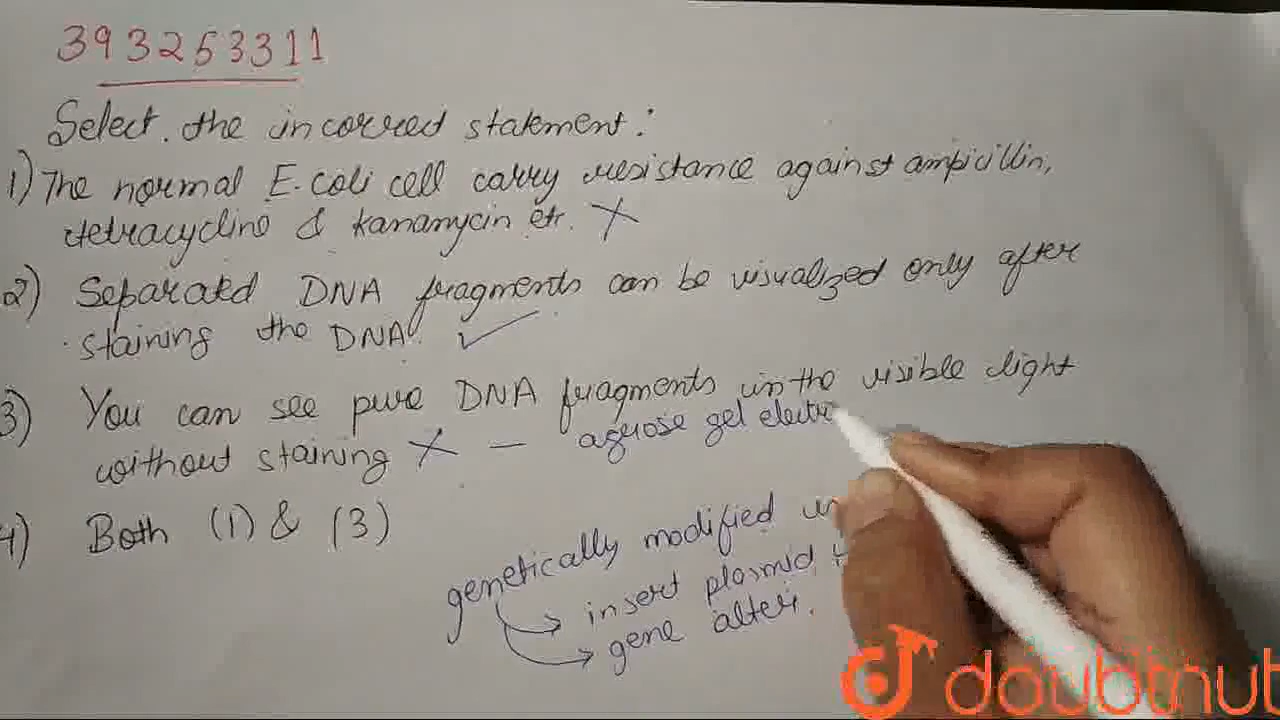 393253311
Select. the incorrect statement:
1) The normal E.coli cell carry resistance against ampicillin,
tetracycline & kanamycin etc. X
2) Separated DNA fragments can be visualized only after
staining the DNA. ✓
3) You can see pure DNA fragments in the visible light
without staining X - agarose gel electro
4) Both (1) & (3)
genetically modified
insert plasmid
gene alter.
doubtnut